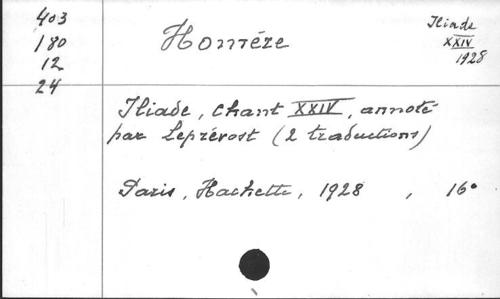 403
180
12
24
Homère
Iliade
XXIV
1928
Iliade, chant XXIV, annoté
par Leprévost (2 traductions)
Paris, Hachette, 1928 , 16°